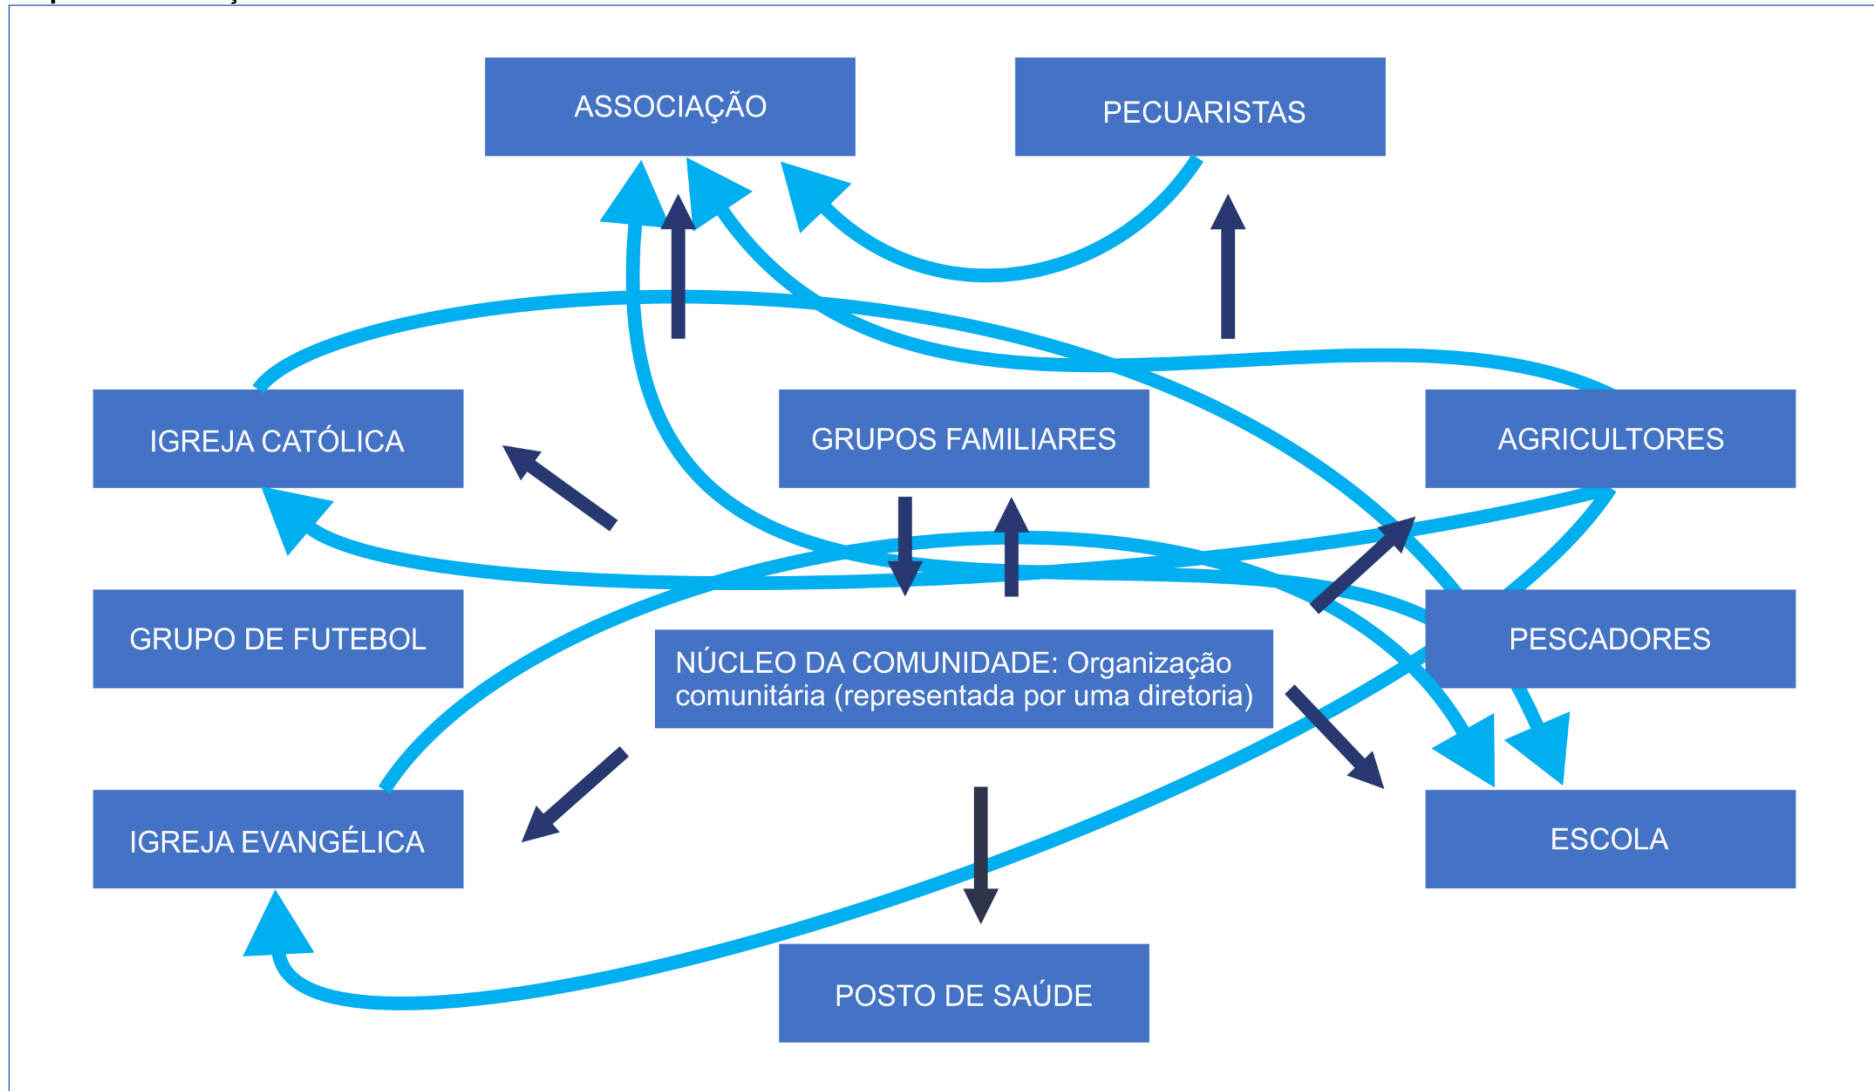 ASSOCIAÇÃO
PECUARISTAS
IGREJA CATÓLICA
GRUPOS FAMILIARES
AGRICULTORES
GRUPO DE FUTEBOL
NÚCLEO DA COMUNIDADE: Organização
comunitária (representada por uma diretoria)
PESCADORES
IGREJA EVANGÉLICA
ESCOLA
POSTO DE SAÚDE